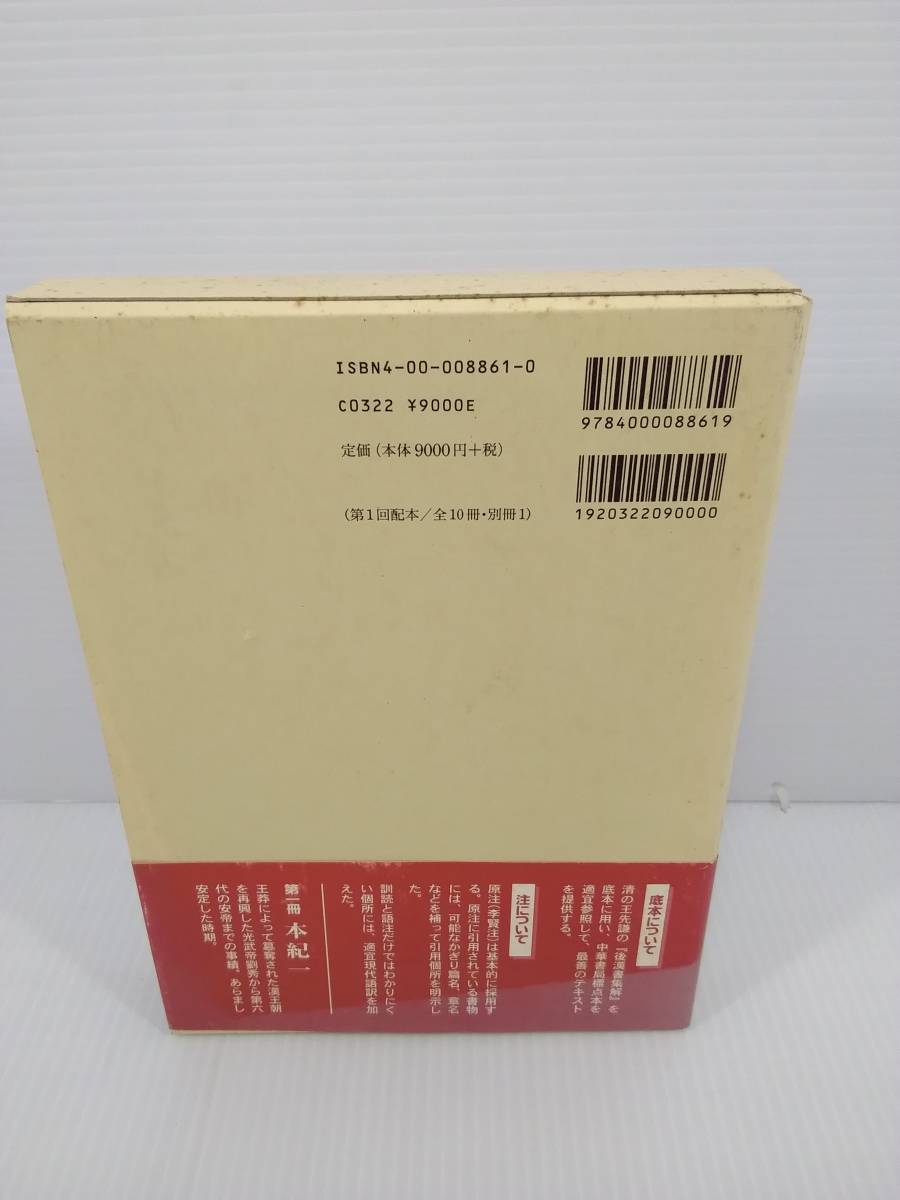 ISBN4-00-008861-0
C0322 ¥9000E
定価(本体9000円+税)
(第1回配本/全10冊・別冊1)
9784000088619
1920322090000
底本について
清の王先謙の『後漢書集解』を
底本に用い、中華書局標点本を
適宜参照して、最善のテキスト
を提供する。
注について
原注(李賢注)は基本的に採用す
る。原注に引用されている書物
には、可能なかぎり篇名、章名
などを補って引用個所を明示し
た。
訓読と語注だけではわかりにく
い個所には、適宜現代語訳を加
えた。
第一冊 本紀一
王莽によって簒奪された漢王朝
を再興した光武帝劉秀から第六
代の安帝までの事績。あらまし
安定した時期。